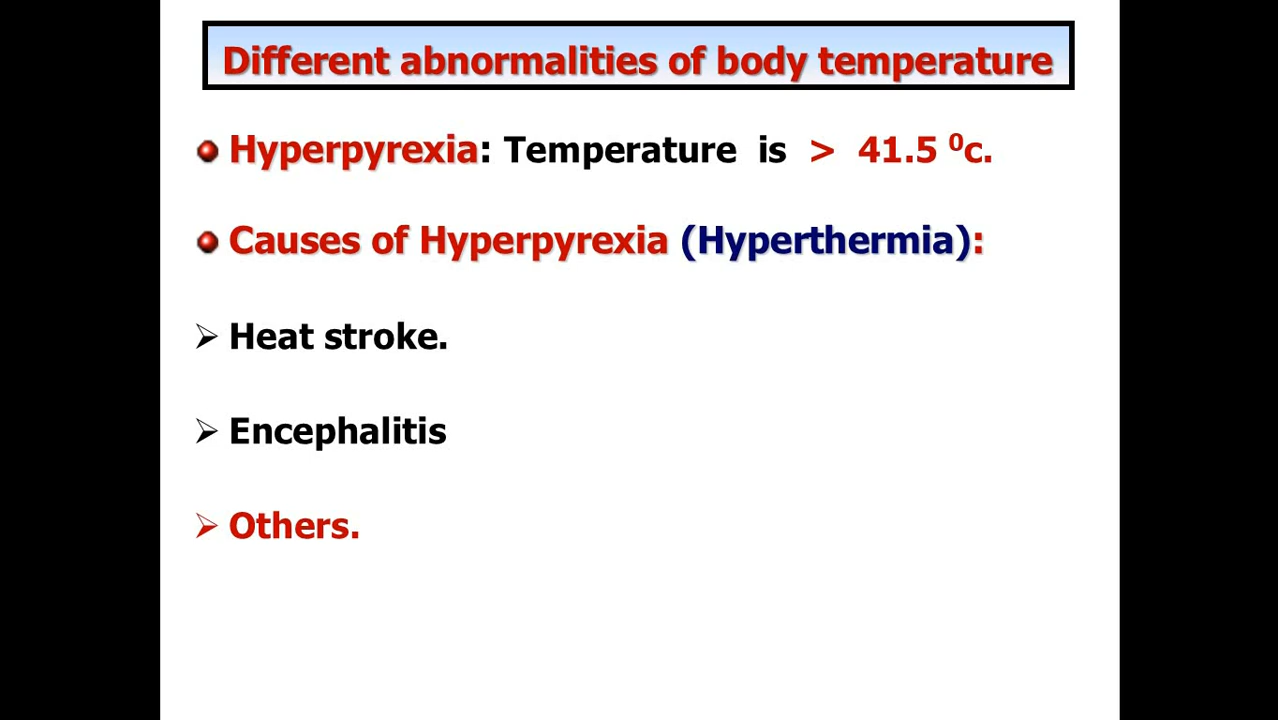 Different abnormalities of body temperature
Hyperpyrexia: Temperature is > 41.5 ⁰c.
Causes of Hyperpyrexia (Hyperthermia):
Heat stroke.
Encephalitis
Others.